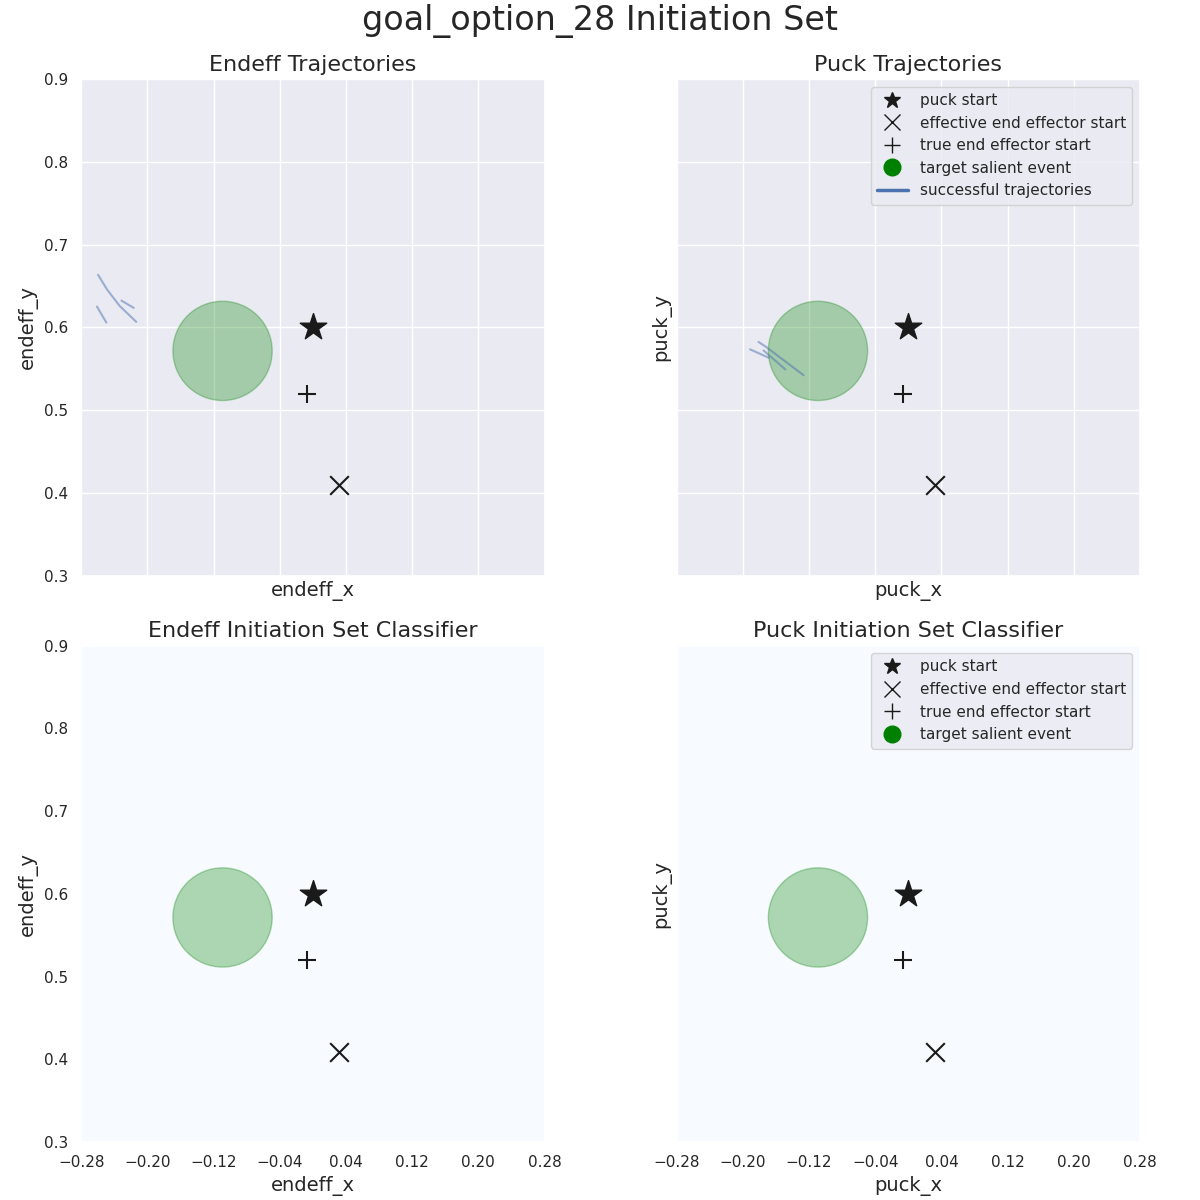 goal_option_28 Initiation Set
Endeff Trajectories
0.9
0.8
0.7
0.6
0.5
0.4
0.3
endeff_y
endeff_x
Puck Trajectories
puck start
effective end effector start
true end effector start
target salient event
successful trajectories
puck_y
puck_x
Endeff Initiation Set Classifier
0.9
0.8
0.7
0.6
0.5
0.4
0.3
endeff_y
−0.28 −0.20 −0.12 −0.04 0.04 0.12 0.20 0.28
endeff_x
Puck Initiation Set Classifier
puck start
effective end effector start
true end effector start
target salient event
puck_y
−0.28 −0.20 −0.12 −0.04 0.04 0.12 0.20 0.28
puck_x